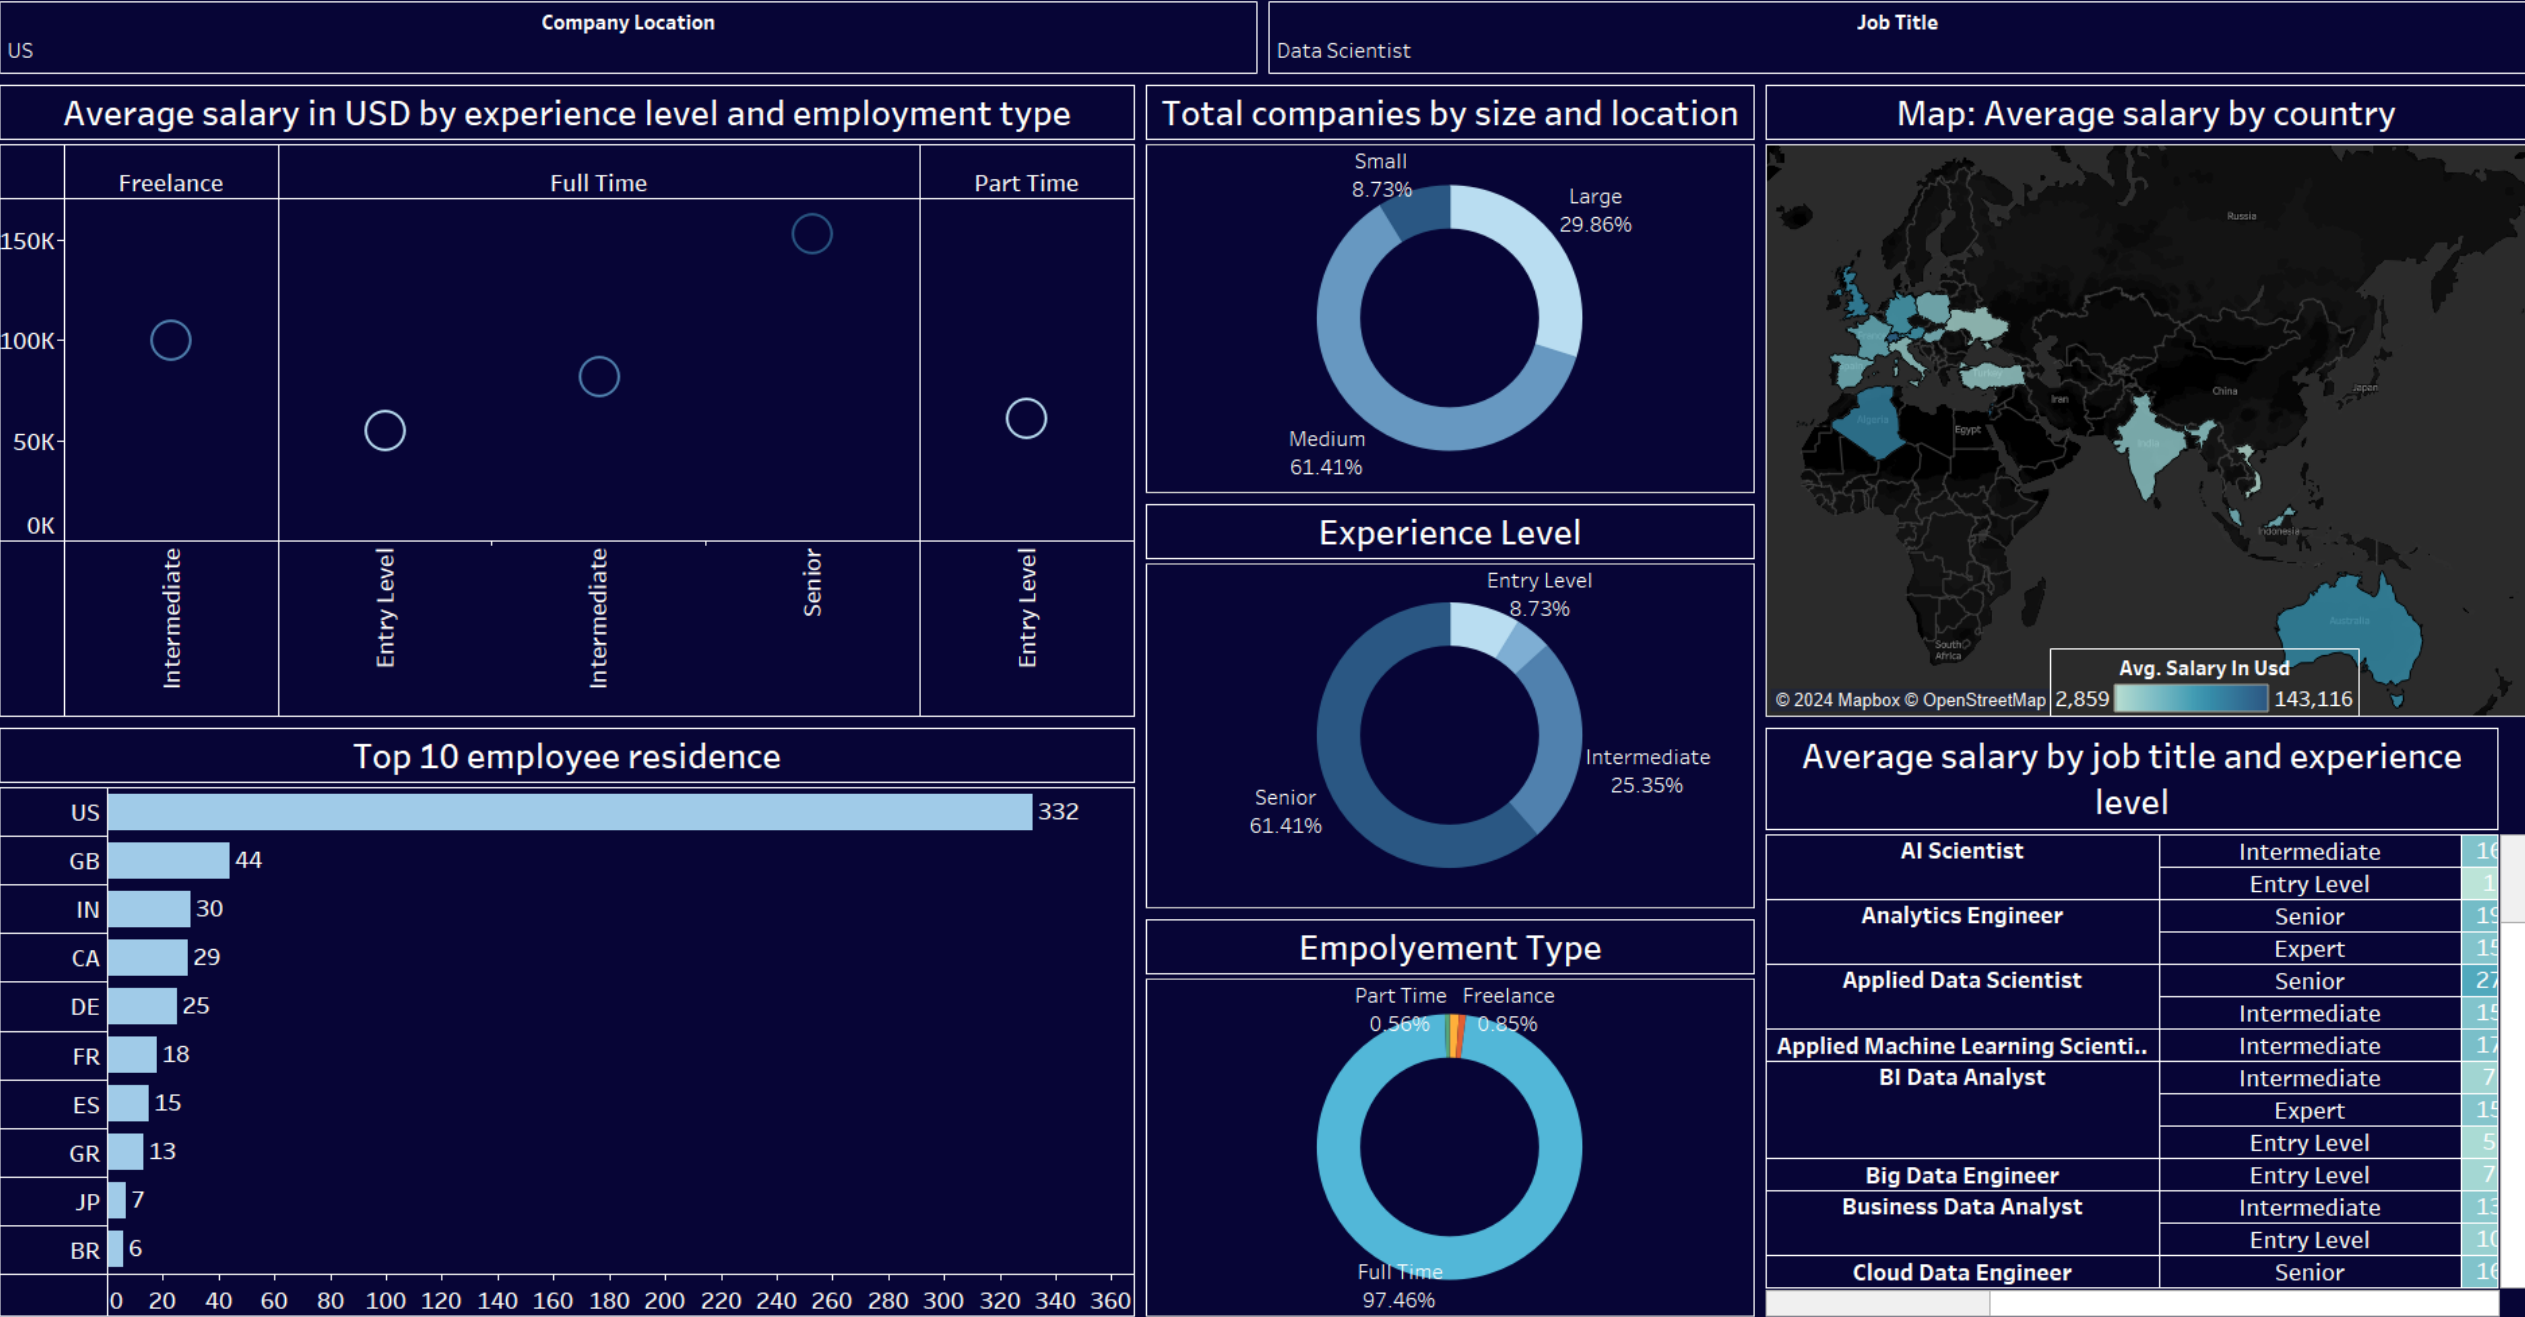 Company Location
US
Job Title
Data Scientist
Average salary in USD by experience level and employment type
Freelance
Full Time
Part Time
150K
100K
50K
0K
Intermediate
Entry Level
Intermediate
Senior
Entry Level
Total companies by size and location
Small
8.73%
Large
29.86%
Medium
61.41%
Experience Level
Entry Level
8.73%
Intermediate
25.35%
Senior
61.41%
Empolyement Type
Part Time
0.56%
Freelance
0.85%
Full Time
97.46%
Map: Average salary by country
Russia
China
Japan
Iran
Turkey
Algeria
Egypt
India
Indonesia
Australia
South
Africa
© 2024 Mapbox © OpenStreetMap
Avg. Salary In Usd
2,859
143,116
Top 10 employee residence
US 332
GB 44
IN 30
CA 29
DE 25
FR 18
ES 15
GR 13
JP 7
BR 6
0 20 40 60 80 100 120 140 160 180 200 220 240 260 280 300 320 340 360
Average salary by job title and experience
level
AI Scientist Intermediate
Entry Level
Analytics Engineer Senior
Expert
Applied Data Scientist Senior
Intermediate
Applied Machine Learning Scienti.. Intermediate
BI Data Analyst Intermediate
Expert
Entry Level
Big Data Engineer Entry Level
Business Data Analyst Intermediate
Entry Level
Cloud Data Engineer Senior